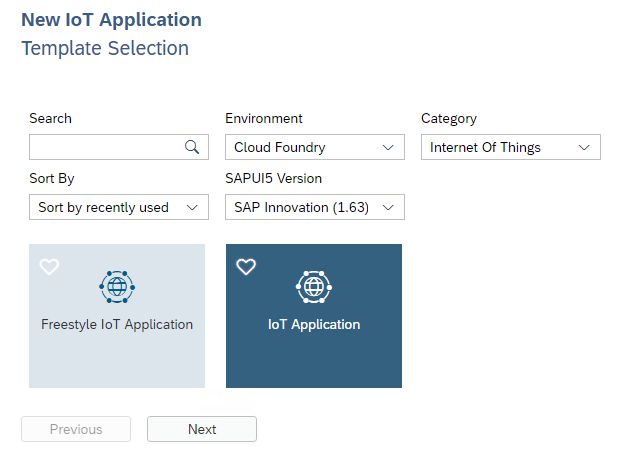 New IoT Application
Template Selection
Search
Environment
Category
Cloud Foundry
Internet Of Things
Sort By
SAPUI5 Version
Sort by recently used
SAP Innovation (1.63)
Freestyle IoT Application
IoT Application
Previous
Next